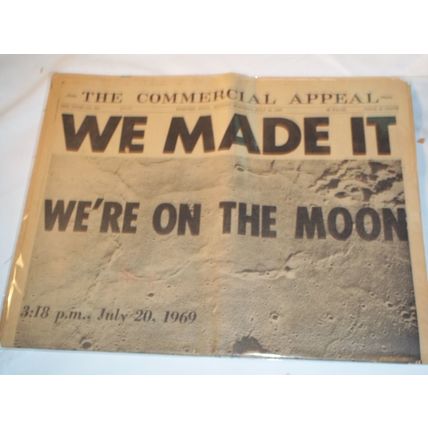 THE COMMERCIAL APPEAL
WE MADE IT
WE'RE ON THE MOON
3:18 p.m., July 20, 1969